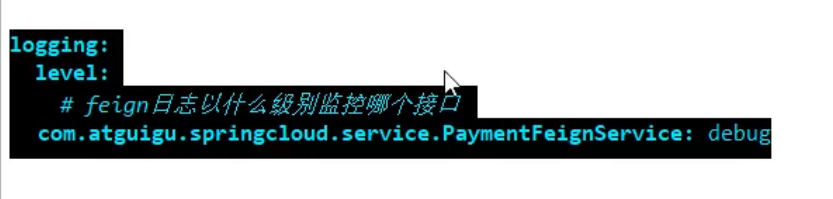 logging:
  level:
    # feign日志以什么级别监控哪个接口
  com.atguigu.springcloud.service.PaymentFeignService: debug